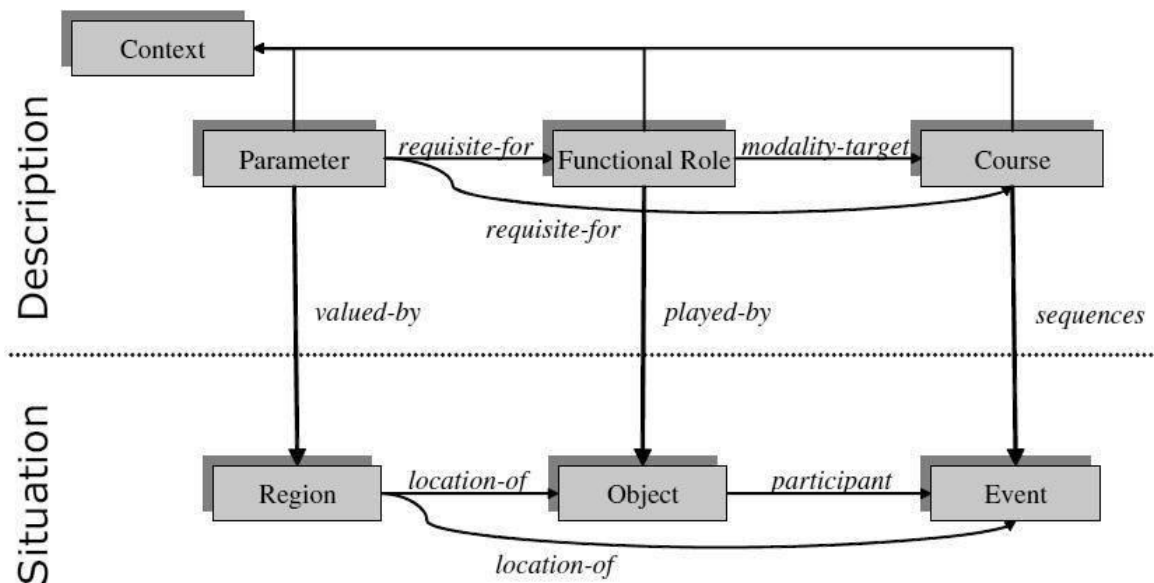 Context
Description
Parameter
requisite-for
Functional Role
modality-target
Course
requisite-for
valued-by
played-by
sequences
Situation
Region
location-of
Object
participant
Event
location-of